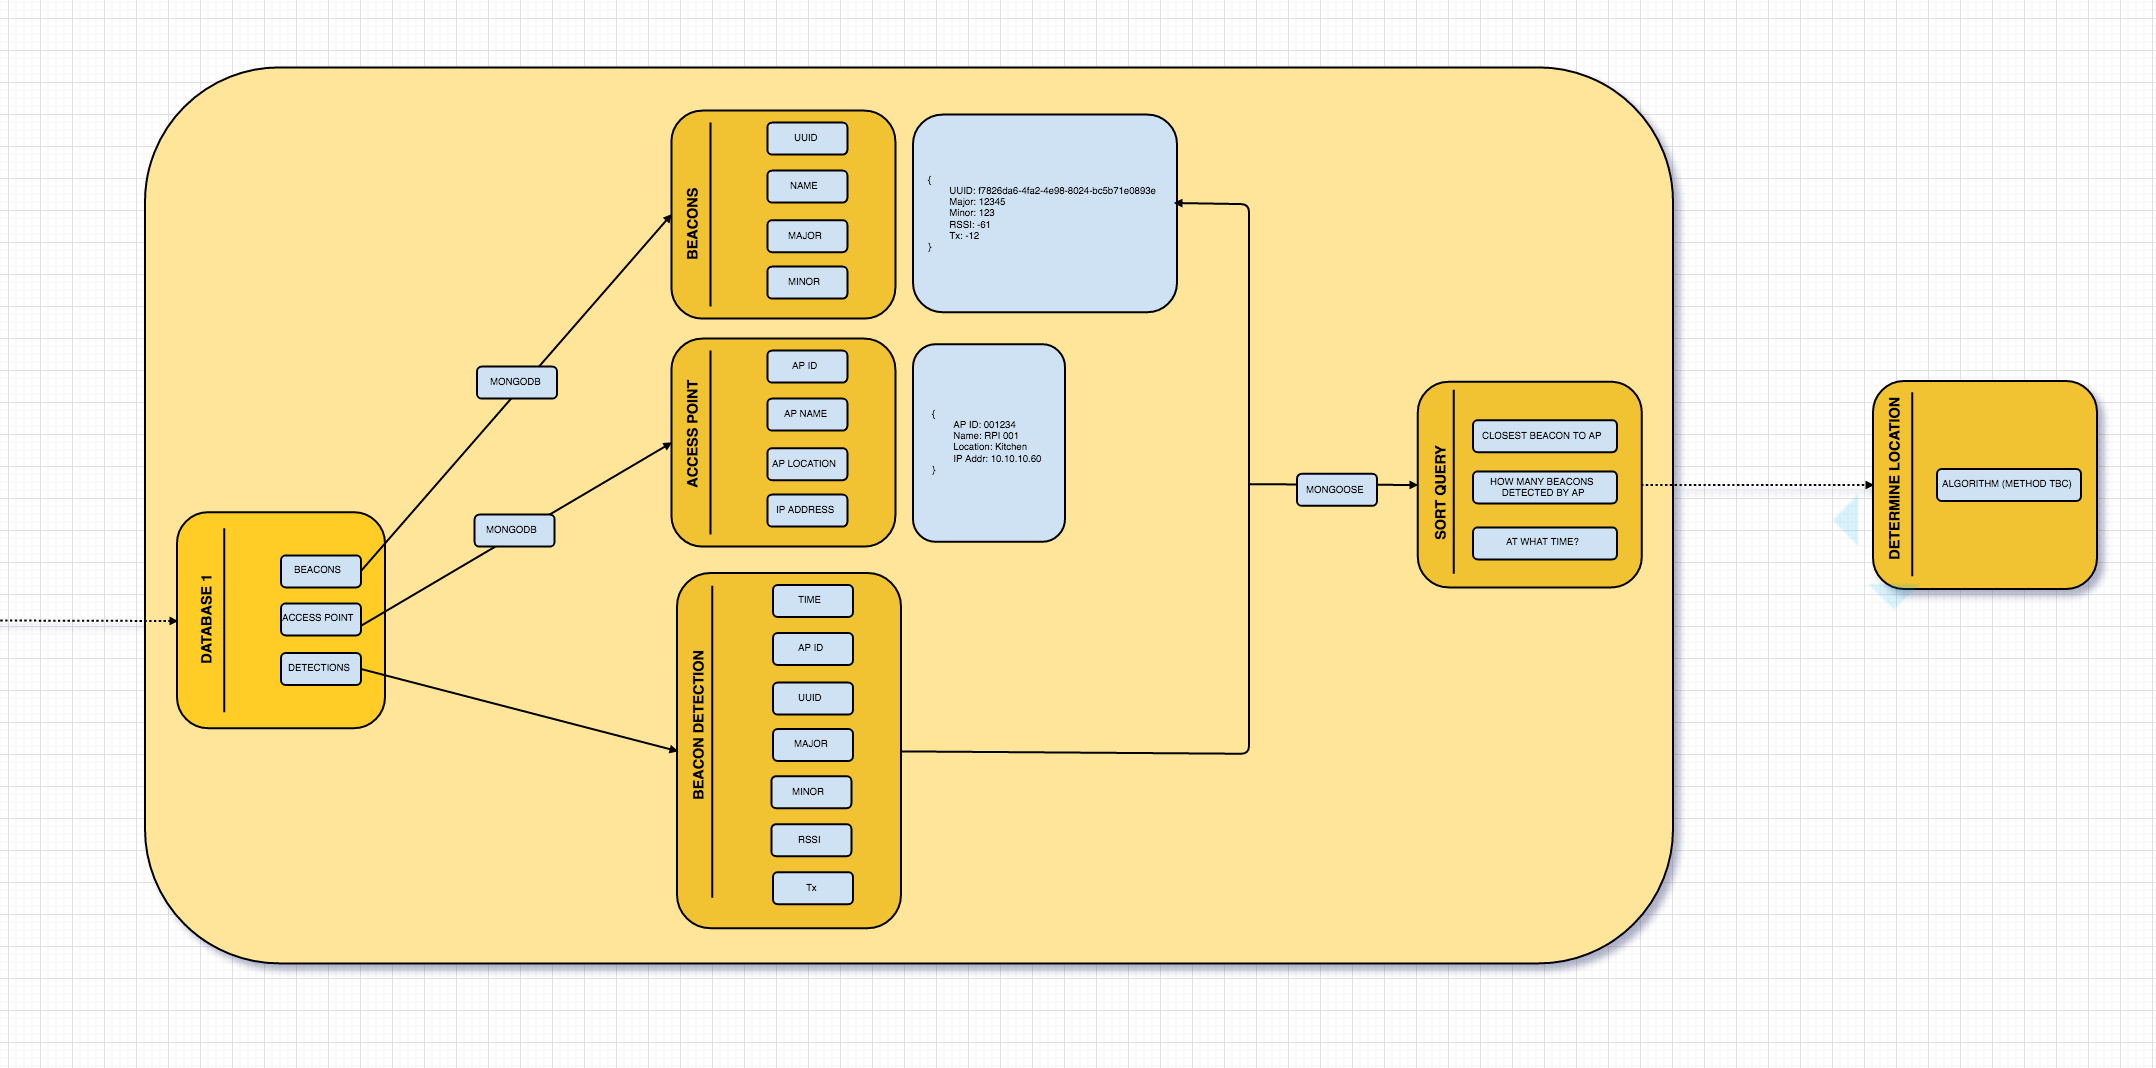 DATABASE 1
BEACONS
ACCESS POINT
DETECTIONS
MONGODB
MONGODB
BEACONS
UUID
NAME
MAJOR
MINOR
{
UUID: f7826da6-4fa2-4e98-8024-bc5b71e0893e
Major: 12345
Minor: 123
RSSI: -61
Tx: -12
}
ACCESS POINT
AP ID
AP NAME
AP LOCATION
IP ADDRESS
{
AP ID: 001234
Name: RPI 001
Location: Kitchen
IP Addr: 10.10.10.60
}
BEACON DETECTION
TIME
AP ID
UUID
MAJOR
MINOR
RSSI
Tx
MONGOOSE
SORT QUERY
CLOSEST BEACON TO AP
HOW MANY BEACONS
DETECTED BY AP
AT WHAT TIME?
DETERMINE LOCATION
ALGORITHM (METHOD TBC)